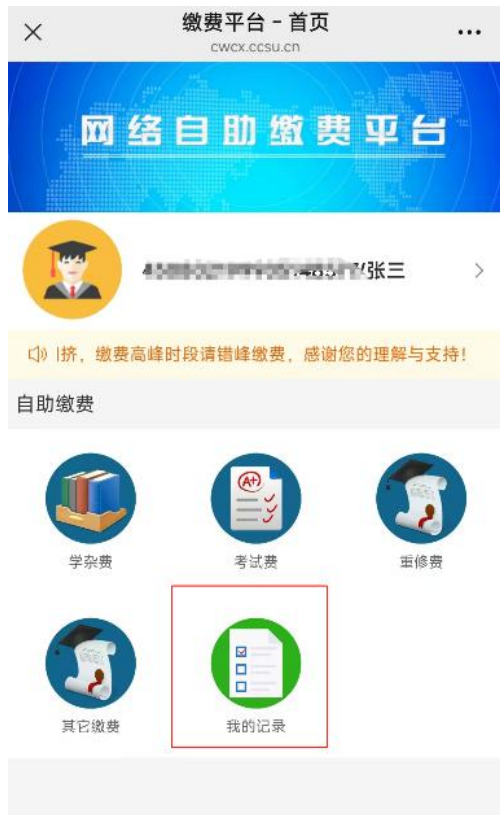 缴费平台 - 首页
cwcx.ccsu.cn
网络自助缴费平台
/张三
挤，缴费高峰时段请错峰缴费，感谢您的理解与支持！
自助缴费
A+
学杂费
考试费
重修费
其它缴费
我的记录